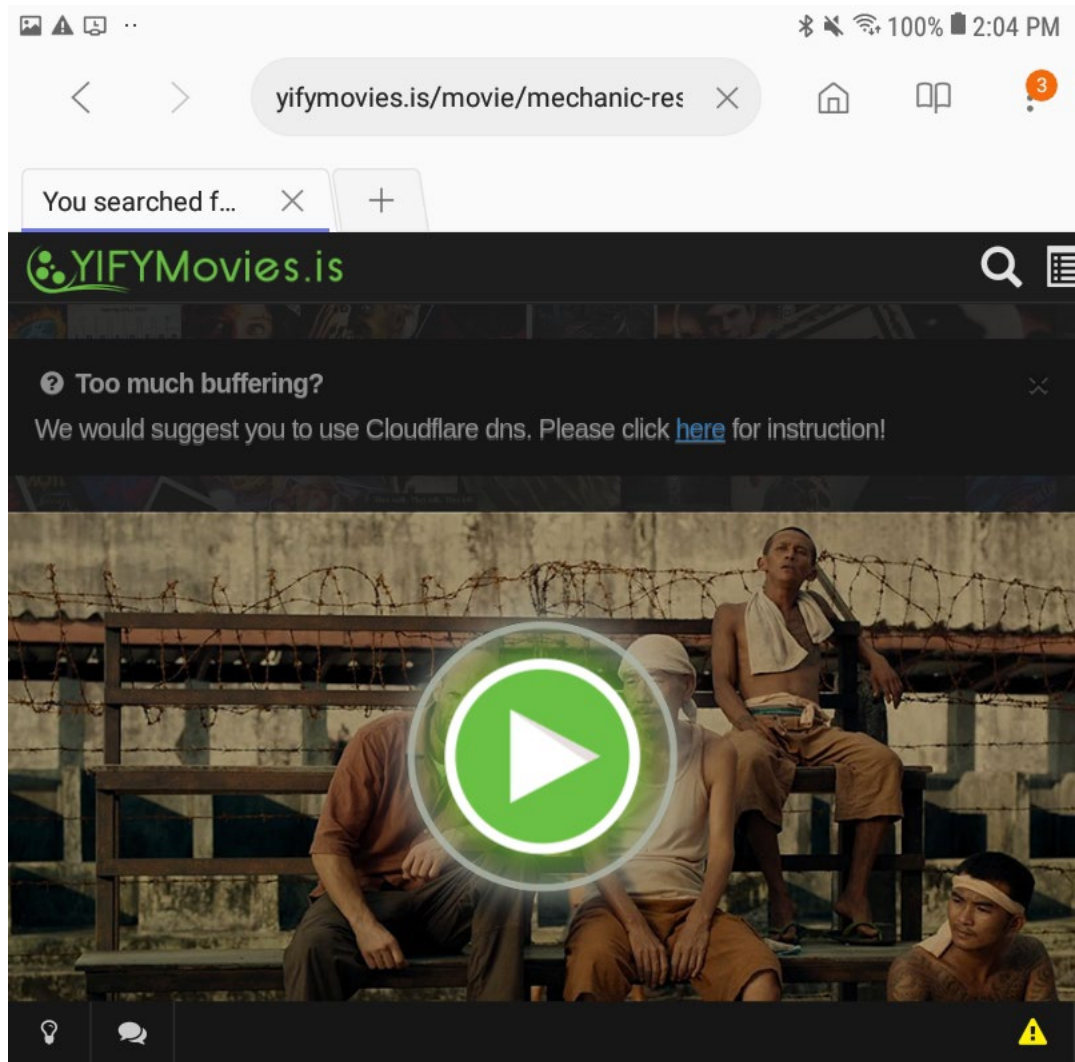 100% 2:04 PM
yifymovies.is/movie/mechanic-res
3
You searched f...
YIFYMovies.is
Too much buffering?
We would suggest you to use Cloudflare dns. Please click here for instruction!